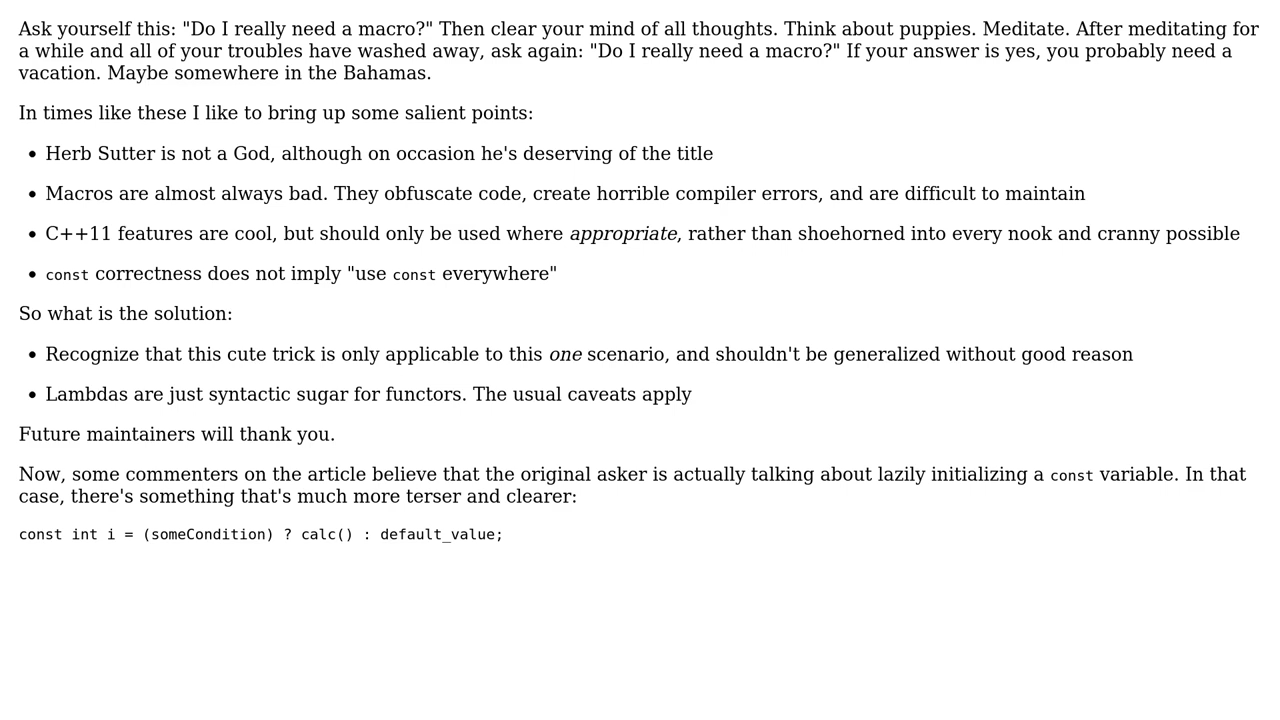 Ask yourself this: "Do I really need a macro?" Then clear your mind of all thoughts. Think about puppies. Meditate. After meditating for
a while and all of your troubles have washed away, ask again: "Do I really need a macro?" If your answer is yes, you probably need a
vacation. Maybe somewhere in the Bahamas.
In times like these I like to bring up some salient points:
• Herb Sutter is not a God, although on occasion he's deserving of the title
• Macros are almost always bad. They obfuscate code, create horrible compiler errors, and are difficult to maintain
• C++11 features are cool, but should only be used where appropriate, rather than shoehorned into every nook and cranny possible
• const correctness does not imply "use const everywhere"
So what is the solution:
• Recognize that this cute trick is only applicable to this one scenario, and shouldn't be generalized without good reason
• Lambdas are just syntactic sugar for functors. The usual caveats apply
Future maintainers will thank you.
Now, some commenters on the article believe that the original asker is actually talking about lazily initializing a const variable. In that
case, there's something that's much more terser and clearer:
const int i = (someCondition) ? calc() : default_value;